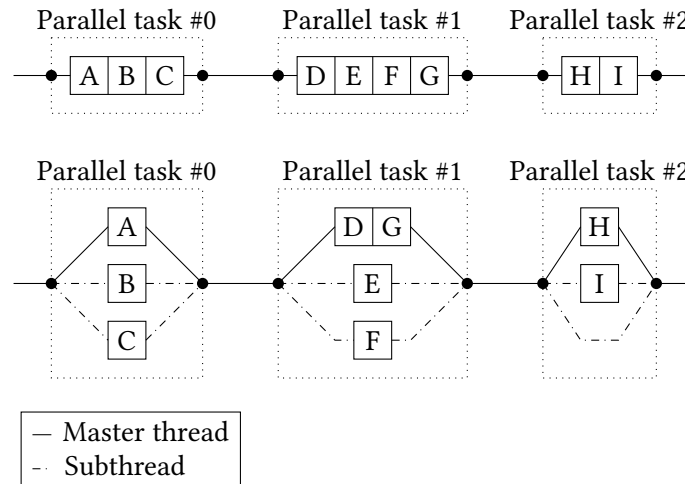 Parallel task #0 Parallel task #1 Parallel task #2
A B C D E F G H I
Parallel task #0 Parallel task #1 Parallel task #2
A D G H
B E I
C F
Master thread
Subthread